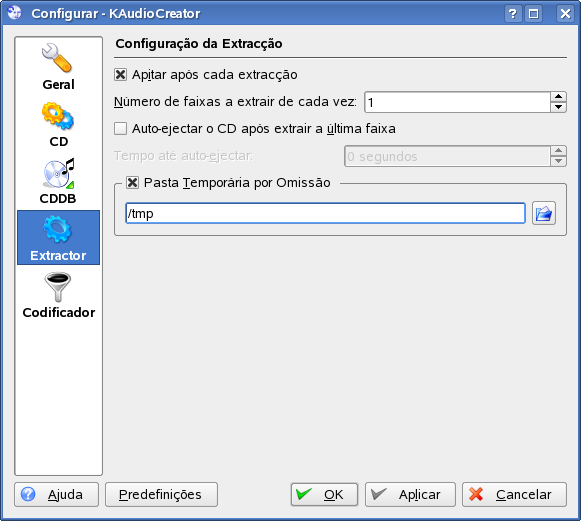 Configurar - KAudioCreator
Geral
CD
CDDB
Extractor
Codificador
Configuração da Extracção
Apitar após cada extracção
Número de faixas a extrair de cada vez: 1
Auto-ejectar o CD após extrair a última faixa
Tempo até auto-ejectar: 0 segundos
Pasta Temporária por Omissão
/tmp
Ajuda Predefinições OK Aplicar Cancelar